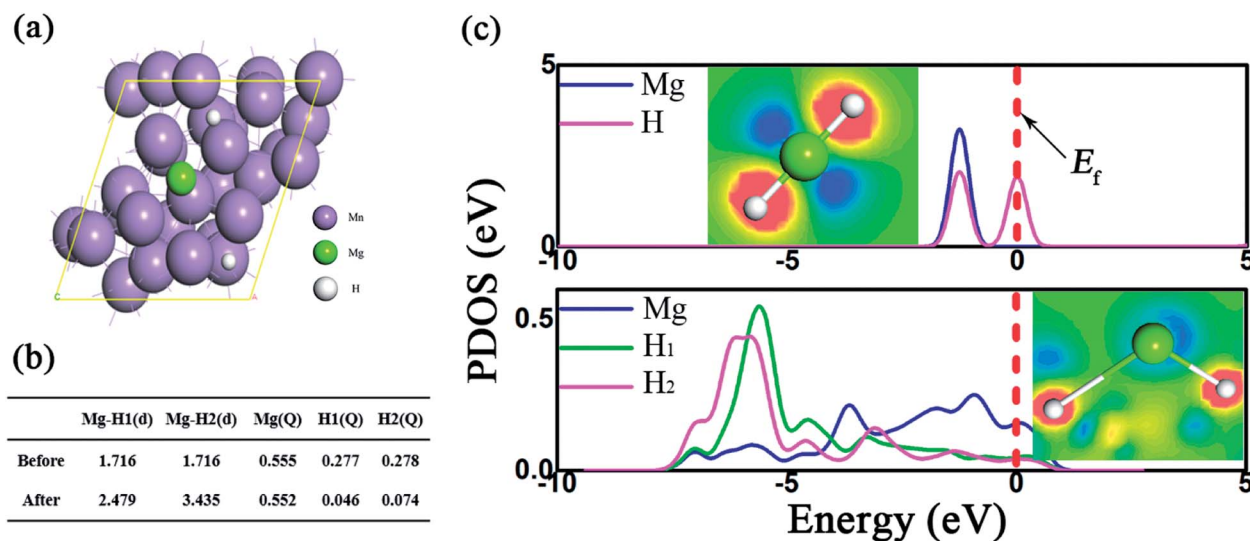 (a)
Mn
Mg
H
C
A
(b)
Mg-H1(d) Mg-H2(d) Mg(Q) H1(Q) H2(Q)
Before 1.716 1.716 0.555 0.277 0.278
After 2.479 3.435 0.552 0.046 0.074
(c)
5
Mg
H
Ef
0
-10 -5 0 5
PDOS (eV)
0.5
Mg
H1
H2
0.0
-10 -5 0 5
Energy (eV)